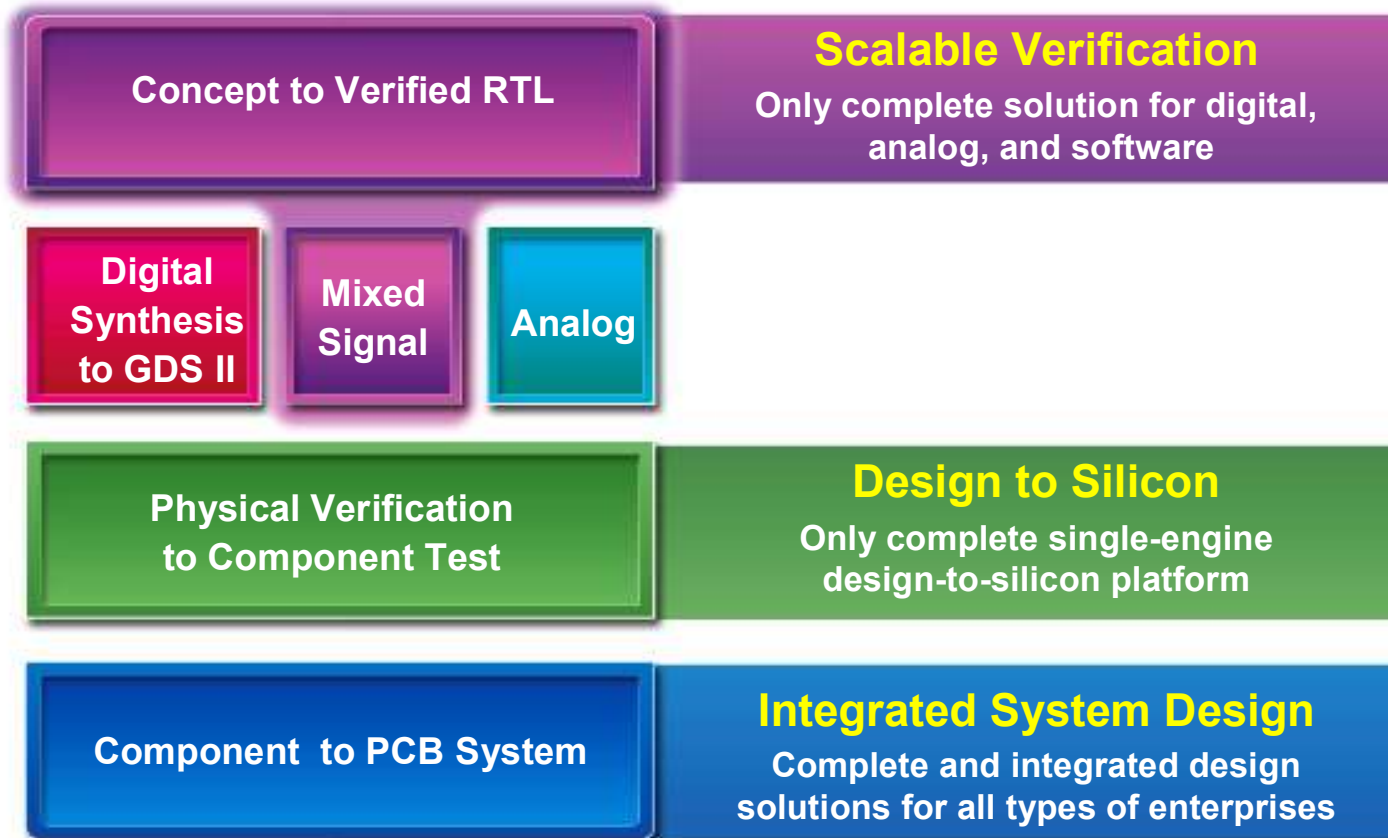 Concept to Verified RTL
Scalable Verification
Only complete solution for digital,
analog, and software
Digital
Synthesis
to GDS II
Mixed
Signal
Analog
Physical Verification
to Component Test
Design to Silicon
Only complete single-engine
design-to-silicon platform
Component to PCB System
Integrated System Design
Complete and integrated design
solutions for all types of enterprises